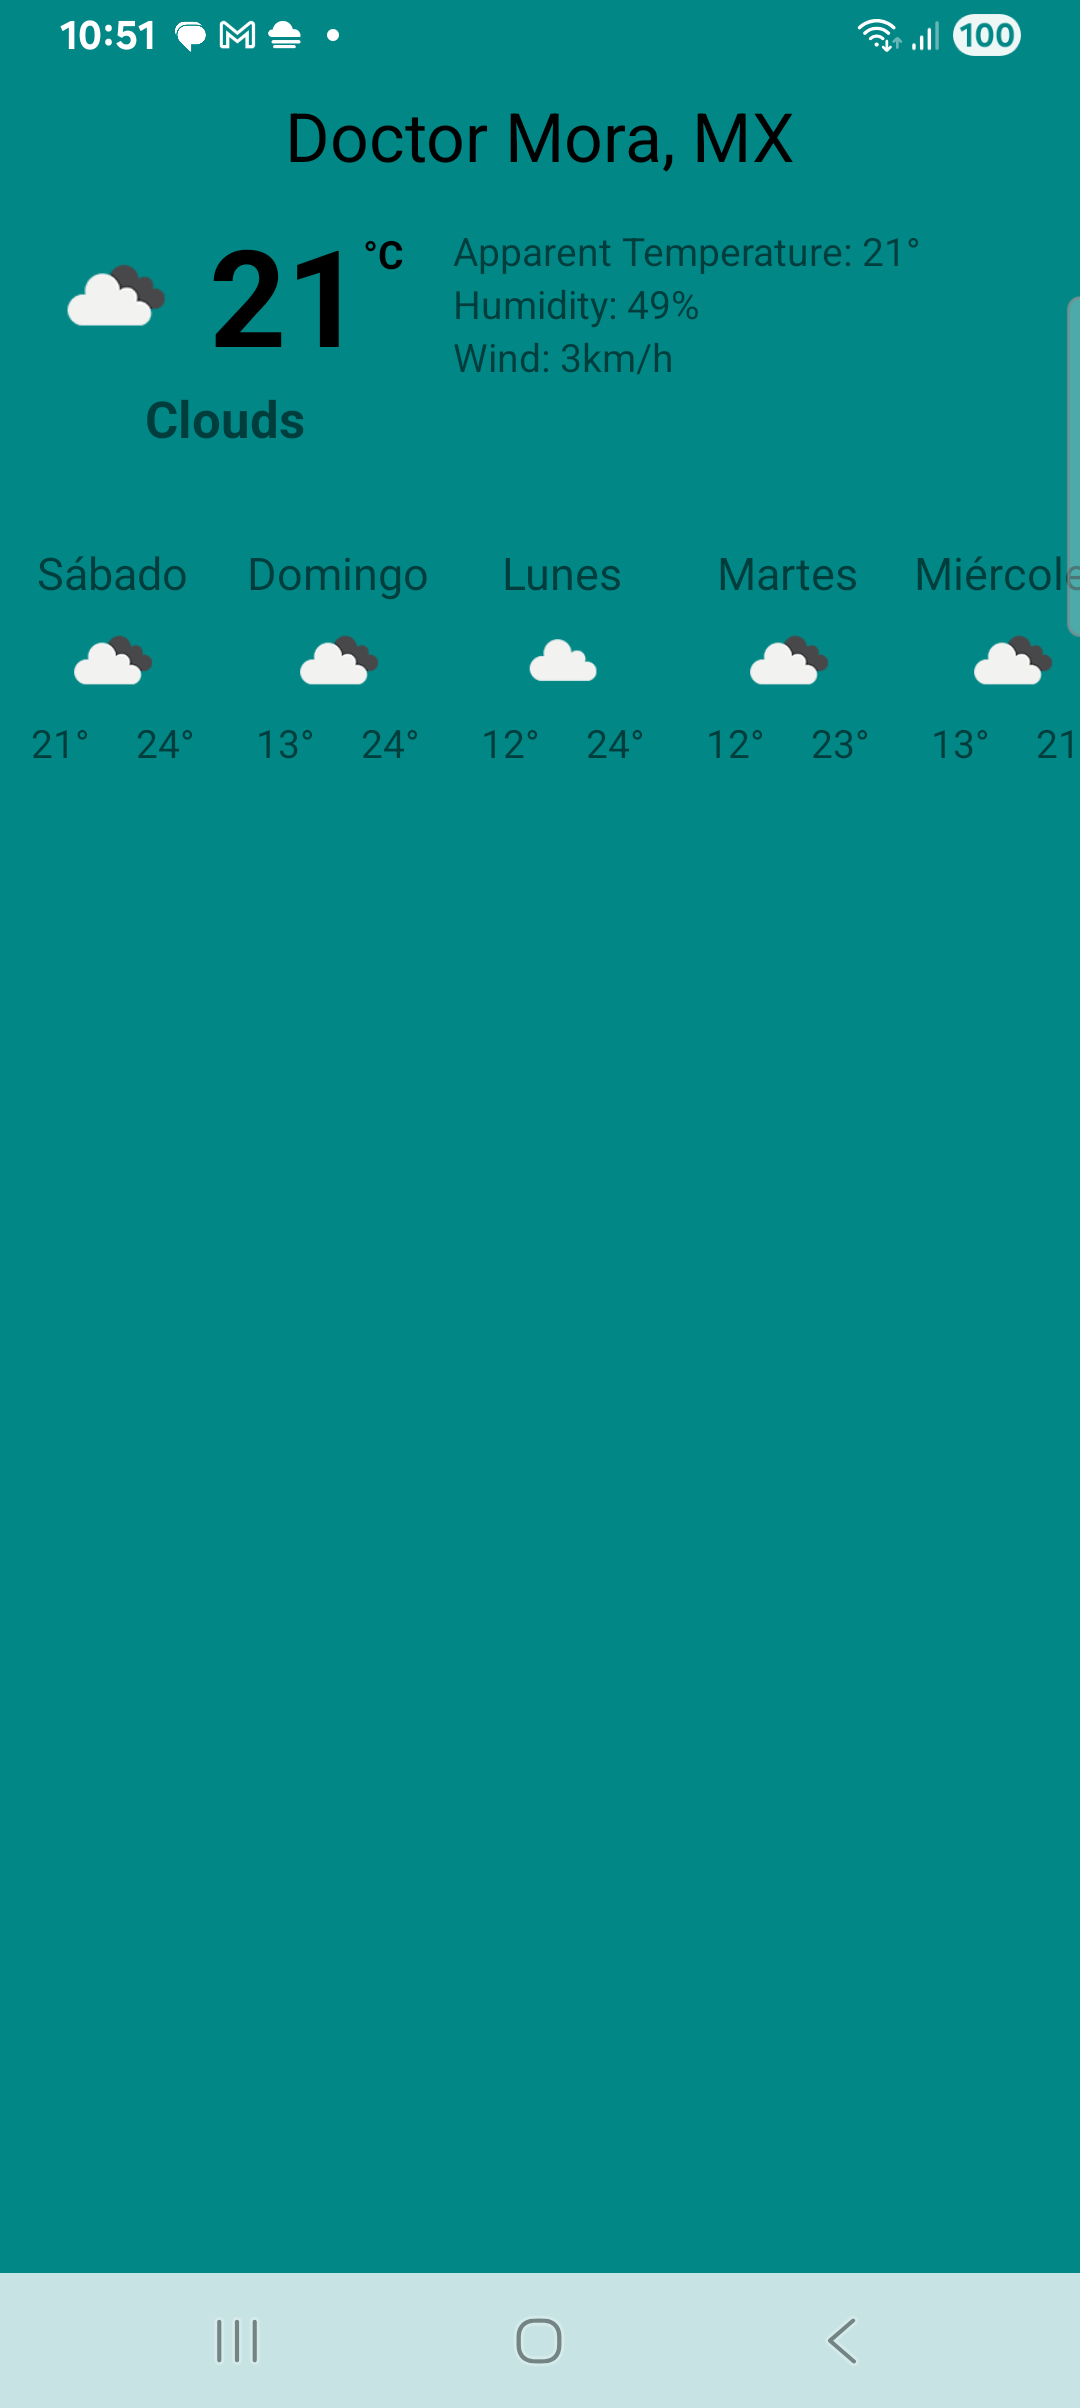 10:51 100
Doctor Mora, MX
21 °C
Apparent Temperature: 21°
Humidity: 49%
Wind: 3km/h
Clouds
Sábado Domingo Lunes Martes Miércole
21° 24° 13° 24° 12° 24° 12° 23° 13° 21